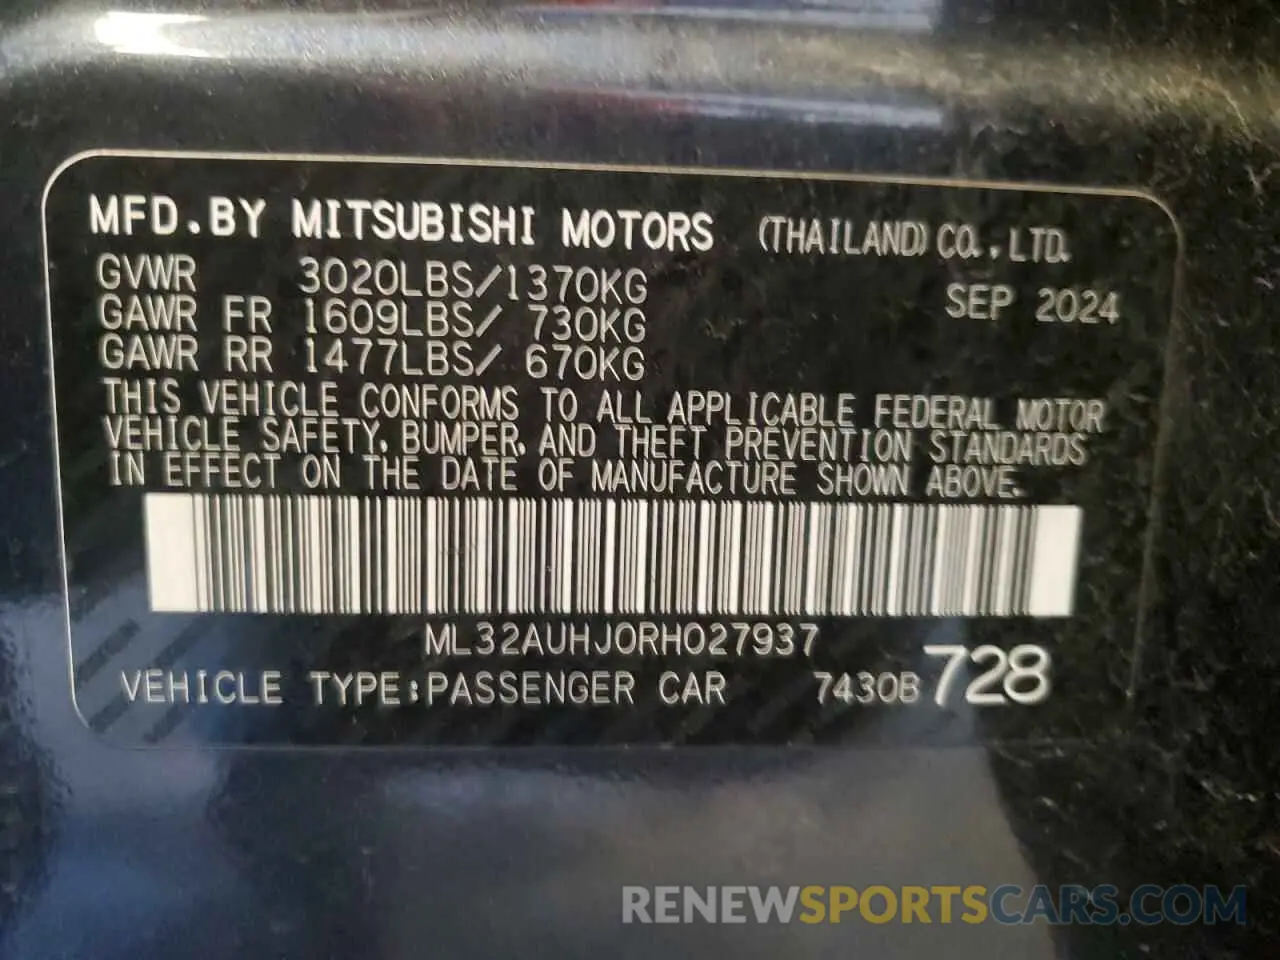 MFD.BY MITSUBISHI MOTORS (THAILAND) CO.,LTD.
GVWR 3020LBS/1370KG SEP 2024
GAWR FR 1609LBS/ 730KG
GAWR RR 1477LBS/ 670KG
THIS VEHICLE CONFORMS TO ALL APPLICABLE FEDERAL MOTOR
VEHICLE SAFETY, BUMPER, AND THEFT PREVENTION STANDARDS
IN EFFECT ON THE DATE OF MANUFACTURE SHOWN ABOVE.
ML32AUHJ0RH027937
VEHICLE TYPE:PASSENGER CAR 7430B 728
RENEWSPORTSCARS.COM